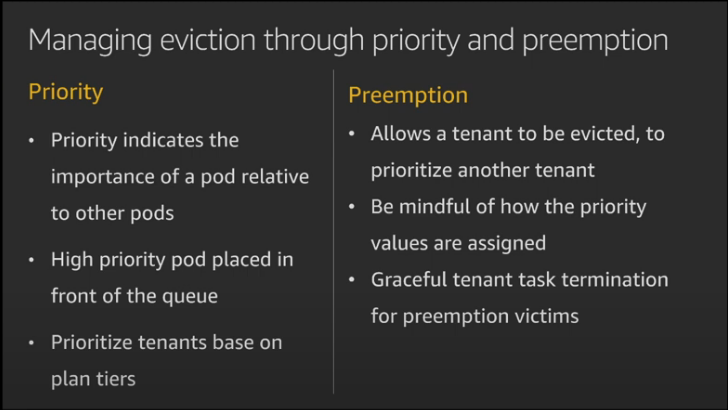 Managing eviction through priority and preemption
Priority
• Priority indicates the
importance of a pod relative
to other pods
• High priority pod placed in
front of the queue
• Prioritize tenants base on
plan tiers
Preemption
• Allows a tenant to be evicted, to
prioritize another tenant
• Be mindful of how the priority
values are assigned
• Graceful tenant task termination
for preemption victims